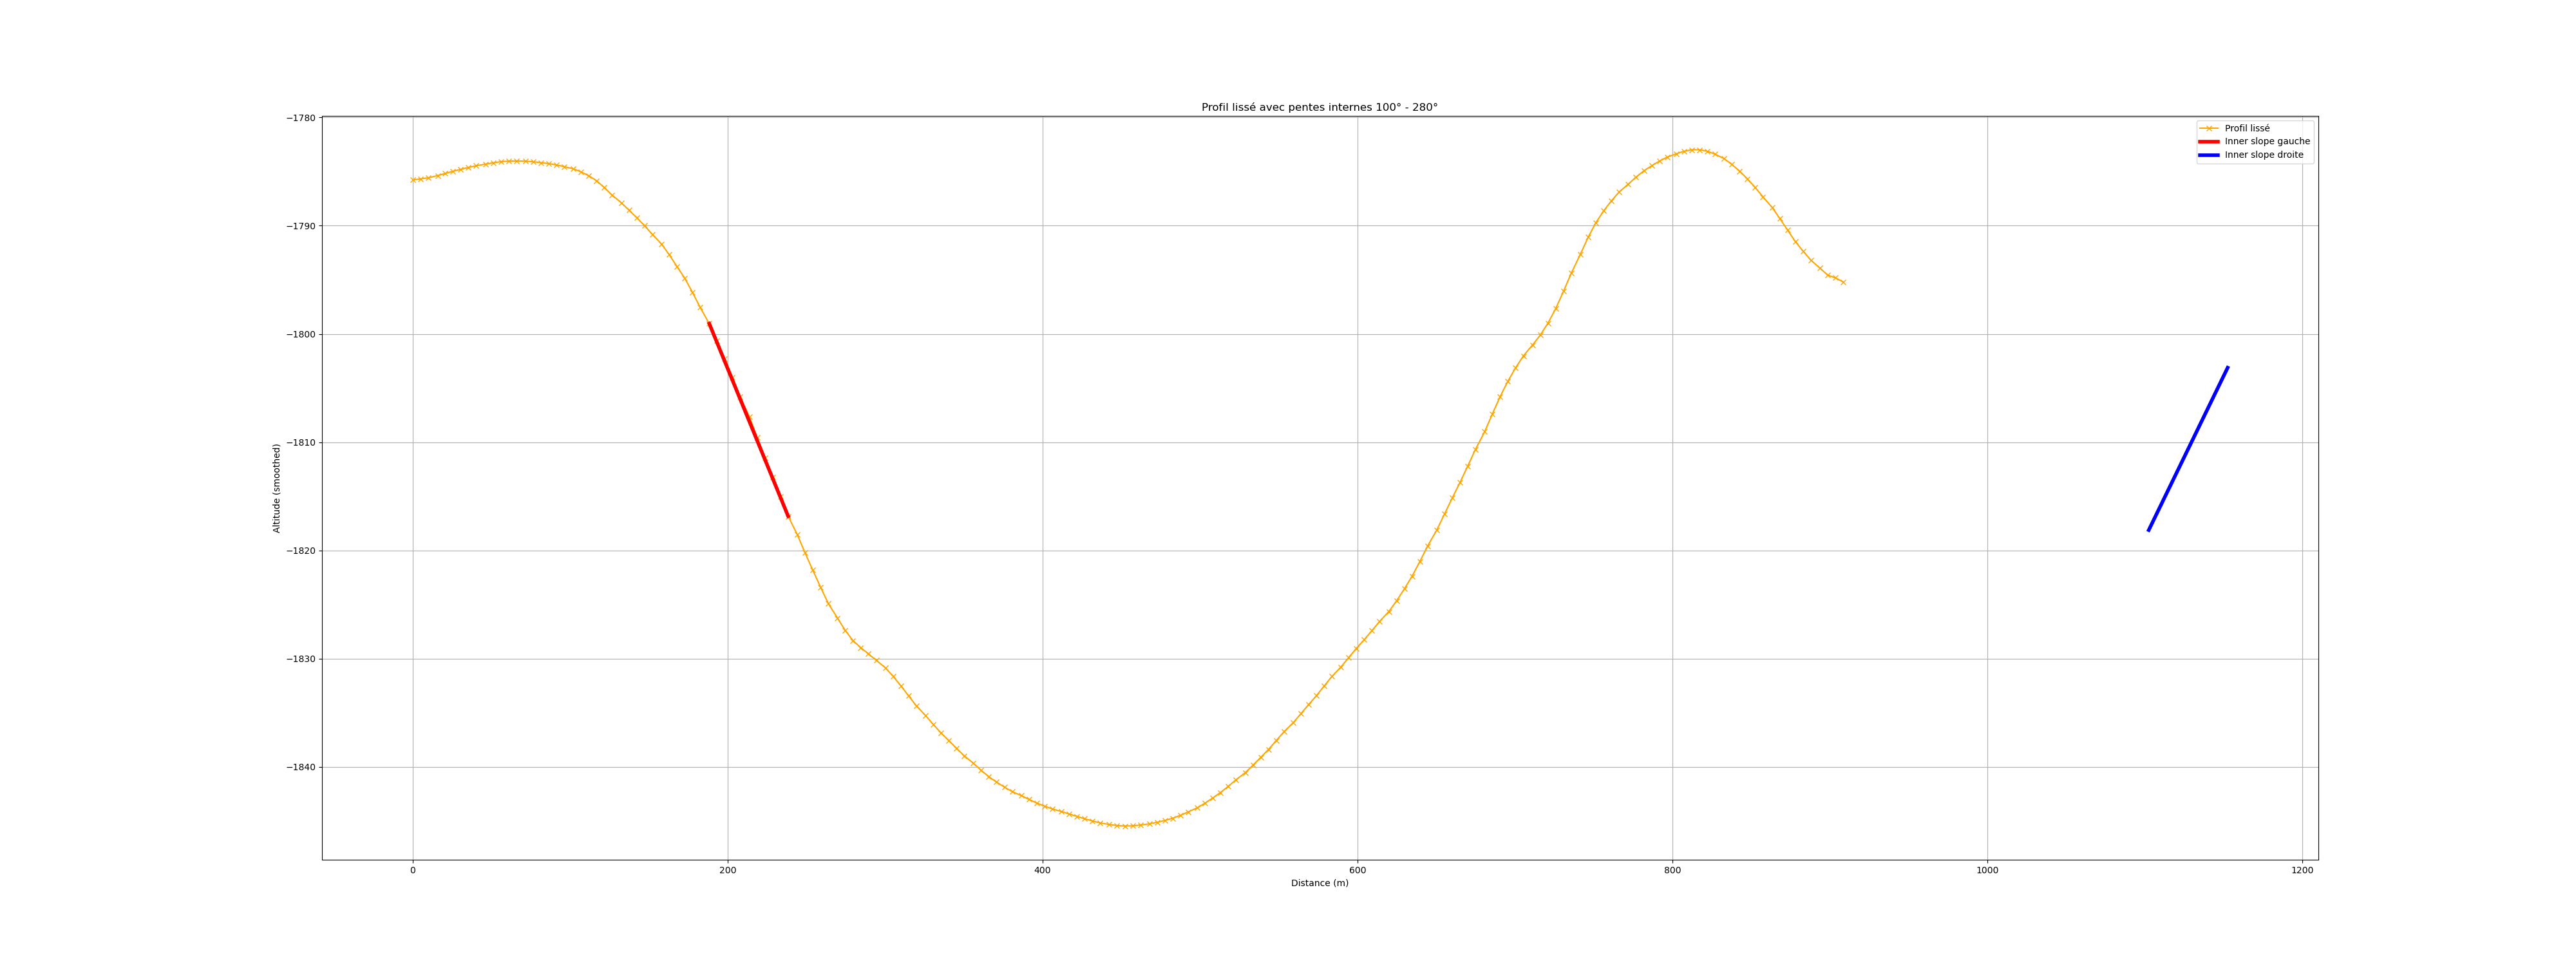 Profil lissé avec pentes internes 100° - 280°
Profil lissé
Inner slope gauche
Inner slope droite
Altitude (smoothed)
−1780
−1790
−1800
−1810
−1820
−1830
−1840
0
200
400
600
800
1000
1200
Distance (m)